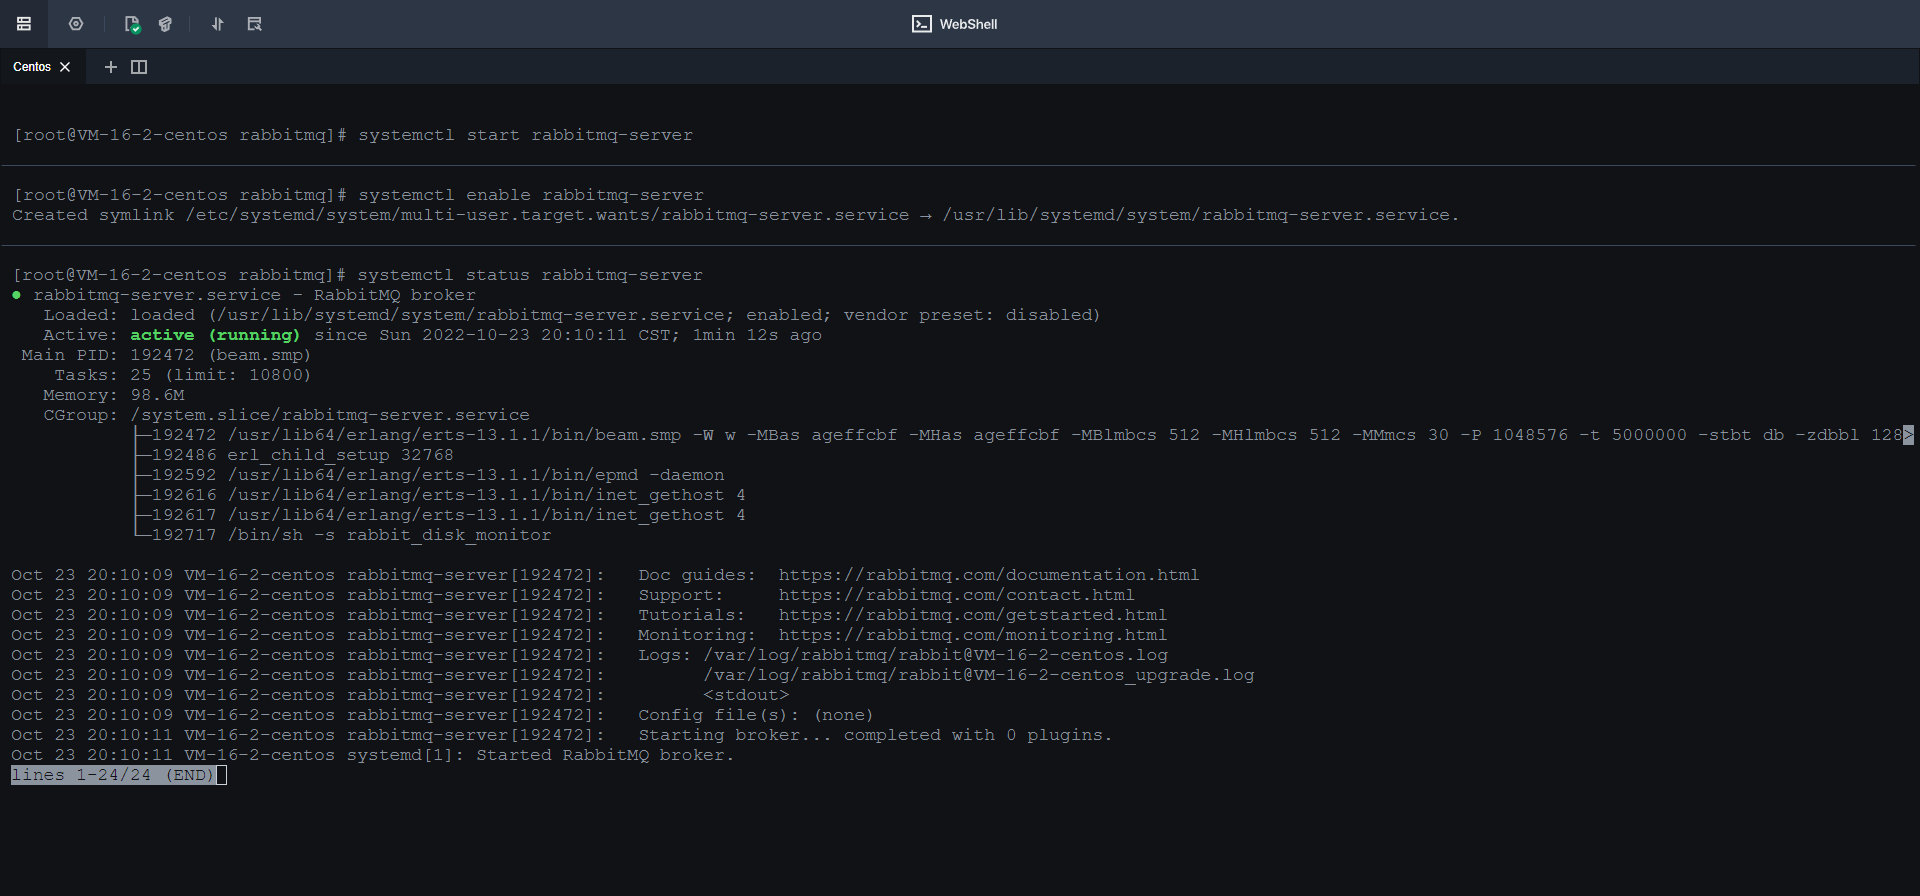 WebShell
Centos
[root@VM-16-2-centos rabbitmq]# systemctl start rabbitmq-server
[root@VM-16-2-centos rabbitmq]# systemctl enable rabbitmq-server
Created symlink /etc/systemd/system/multi-user.target.wants/rabbitmq-server.service → /usr/lib/systemd/system/rabbitmq-server.service.
[root@VM-16-2-centos rabbitmq]# systemctl status rabbitmq-server
● rabbitmq-server.service - RabbitMQ broker
   Loaded: loaded (/usr/lib/systemd/system/rabbitmq-server.service; enabled; vendor preset: disabled)
   Active: active (running) since Sun 2022-10-23 20:10:11 CST; 1min 12s ago
 Main PID: 192472 (beam.smp)
    Tasks: 25 (limit: 10800)
   Memory: 98.6M
   CGroup: /system.slice/rabbitmq-server.service
           ├─192472 /usr/lib64/erlang/erts-13.1.1/bin/beam.smp -W w -MBas ageffcbf -MHas ageffcbf -MBlmbcs 512 -MHlmbcs 512 -MMmcs 30 -P 1048576 -t 5000000 -stbt db -zdbbl 128>
           ├─192486 erl_child_setup 32768
           ├─192592 /usr/lib64/erlang/erts-13.1.1/bin/epmd -daemon
           ├─192616 /usr/lib64/erlang/erts-13.1.1/bin/inet_gethost 4
           ├─192617 /usr/lib64/erlang/erts-13.1.1/bin/inet_gethost 4
           └─192717 /bin/sh -s rabbit_disk_monitor
Oct 23 20:10:09 VM-16-2-centos rabbitmq-server[192472]:   Doc guides:  https://rabbitmq.com/documentation.html
Oct 23 20:10:09 VM-16-2-centos rabbitmq-server[192472]:   Support:     https://rabbitmq.com/contact.html
Oct 23 20:10:09 VM-16-2-centos rabbitmq-server[192472]:   Tutorials:   https://rabbitmq.com/getstarted.html
Oct 23 20:10:09 VM-16-2-centos rabbitmq-server[192472]:   Monitoring:  https://rabbitmq.com/monitoring.html
Oct 23 20:10:09 VM-16-2-centos rabbitmq-server[192472]:   Logs: /var/log/rabbitmq/rabbit@VM-16-2-centos.log
Oct 23 20:10:09 VM-16-2-centos rabbitmq-server[192472]:         /var/log/rabbitmq/rabbit@VM-16-2-centos_upgrade.log
Oct 23 20:10:09 VM-16-2-centos rabbitmq-server[192472]:         <stdout>
Oct 23 20:10:09 VM-16-2-centos rabbitmq-server[192472]:   Config file(s): (none)
Oct 23 20:10:11 VM-16-2-centos rabbitmq-server[192472]:   Starting broker... completed with 0 plugins.
Oct 23 20:10:11 VM-16-2-centos systemd[1]: Started RabbitMQ broker.
lines 1-24/24 (END)